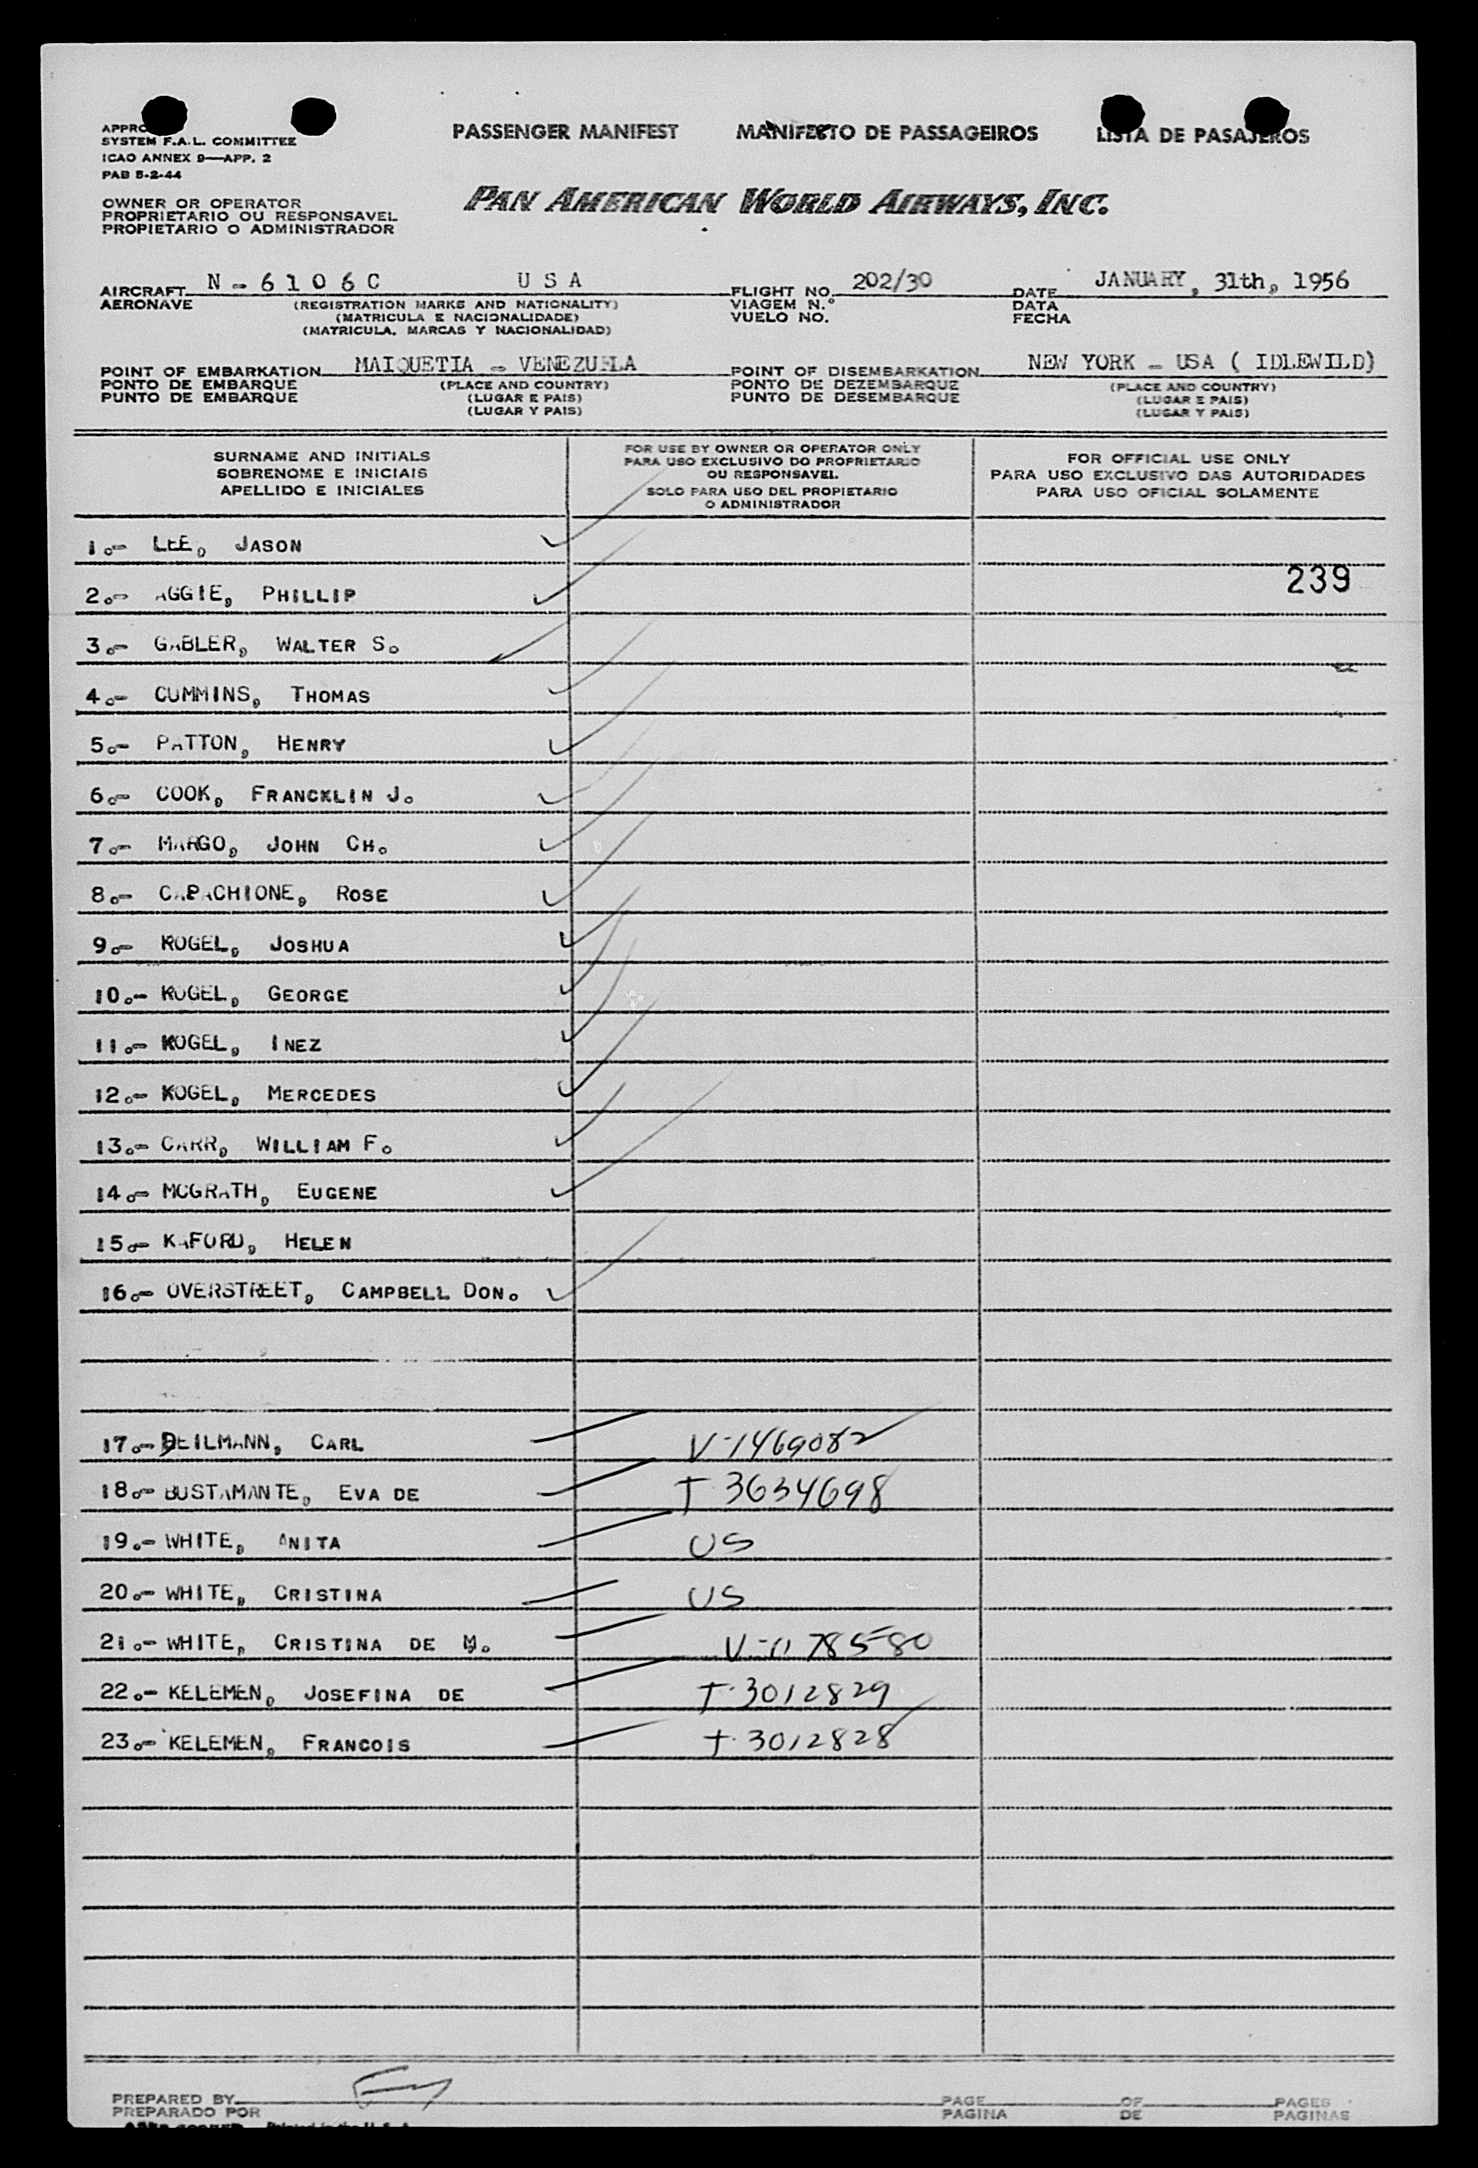 PASSENGER MANIFEST MANIFESTO DE PASSAGEIROS LISTA DE PASAJEROS
SYSTEM F.A.L. COMMITTEE
ICAO ANNEX 9—APP. 2
PAB 5-2-44
OWNER OR OPERATOR
PROPRIETARIO OU RESPONSAVEL
PROPIETARIO O ADMINISTRADOR
PAN AMERICAN WORLD AIRWAYS, INC.
AIRCRAFT N-6106C USA FLIGHT NO. 202/30 DATE JANUARY, 31th, 1956
AERONAVE (REGISTRATION MARKS AND NATIONALITY) VIAGEM N.° DATA
(MATRICULA E NACIONALIDADE) VUELO NO. FECHA
(MATRICULA, MARCAS Y NACIONALIDAD)
POINT OF EMBARKATION MAIQUETIA - VENEZUELA POINT OF DISEMBARKATION NEW YORK - USA ( IDLEWILD)
PONTO DE EMBARQUE (PLACE AND COUNTRY) PONTO DE DEZEMBARQUE (PLACE AND COUNTRY)
PUNTO DE EMBARQUE (LUGAR E PAIS) PUNTO DE DESEMBARQUE (LUGAR E PAIS)
(LUGAR Y PAIS) (LUGAR Y PAIS)
SURNAME AND INITIALS
SOBRENOME E INICIAIS
APELLIDO E INICIALES
FOR USE BY OWNER OR OPERATOR ONLY
PARA USO EXCLUSIVO DO PROPRIETARIO
OU RESPONSAVEL
SOLO PARA USO DEL PROPIETARIO
O ADMINISTRADOR
FOR OFFICIAL USE ONLY
PARA USO EXCLUSIVO DAS AUTORIDADES
PARA USO OFICIAL SOLAMENTE
1.- LEE, JASON
239
2.- AGGIE, PHILLIP
3.- GABLER, WALTER S.
4.- CUMMINS, THOMAS
5.- PATTON, HENRY
6.- COOK, FRANCKLIN J.
7.- MARGO, JOHN CH.
8.- CAPACHIONE, ROSE
9.- KOGEL, JOSHUA
10.- KOGEL, GEORGE
11.- KOGEL, INEZ
12.- KOGEL, MERCEDES
13.- CARR, WILLIAM F.
14.- MCGRATH, EUGENE
15.- KAFORD, HELEN
16.- OVERSTREET, CAMPBELL DON.
17.- DEILMANN, CARL V-1469082
18.- BUSTAMANTE, EVA DE T 3634698
19.- WHITE, ANITA US
20.- WHITE, CRISTINA US
21.- WHITE, CRISTINA DE M. V-11 78580
22.- KELEMEN, JOSEFINA DE T-3012829
23.- KELEMEN, FRANCOIS T-3012828
PREPARED BY PAGE OF PAGES
PREPARADO POR PAGINA DE PAGINAS